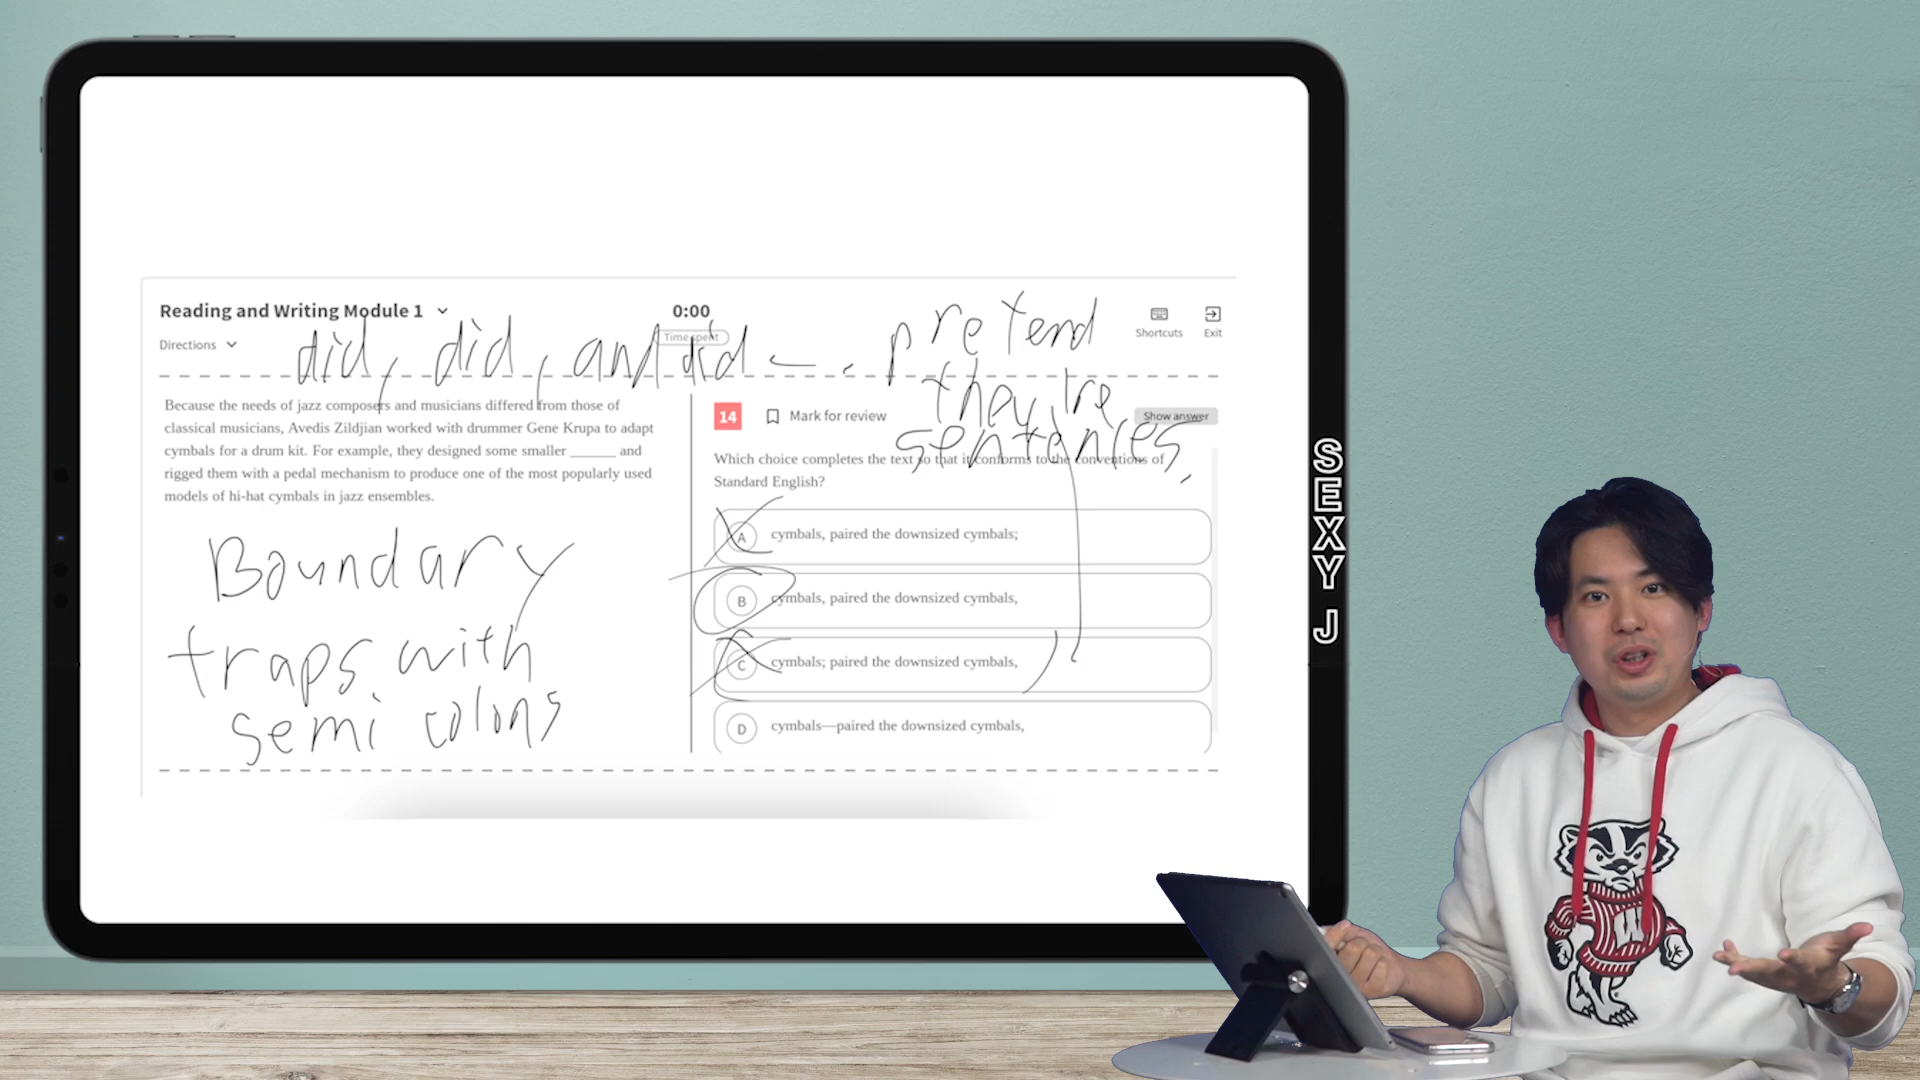 Reading and Writing Module 1
0:00
Shortcuts
Exit
Directions
Time spent
did, did, and did
pretend
they're
sentences,
Because the needs of jazz composers and musicians differed from those of
classical musicians, Avedis Zildjian worked with drummer Gene Krupa to adapt
cymbals for a drum kit. For example, they designed some smaller ______ and
rigged them with a pedal mechanism to produce one of the most popularly used
models of hi-hat cymbals in jazz ensembles.
Boundary
traps with
semi colons
14
Mark for review
Show answer
Which choice completes the text so that it conforms to the conventions of
Standard English?
A cymbals, paired the downsized cymbals;
B cymbals, paired the downsized cymbals,
C cymbals; paired the downsized cymbals,
D cymbals—paired the downsized cymbals,
SEXY J
W